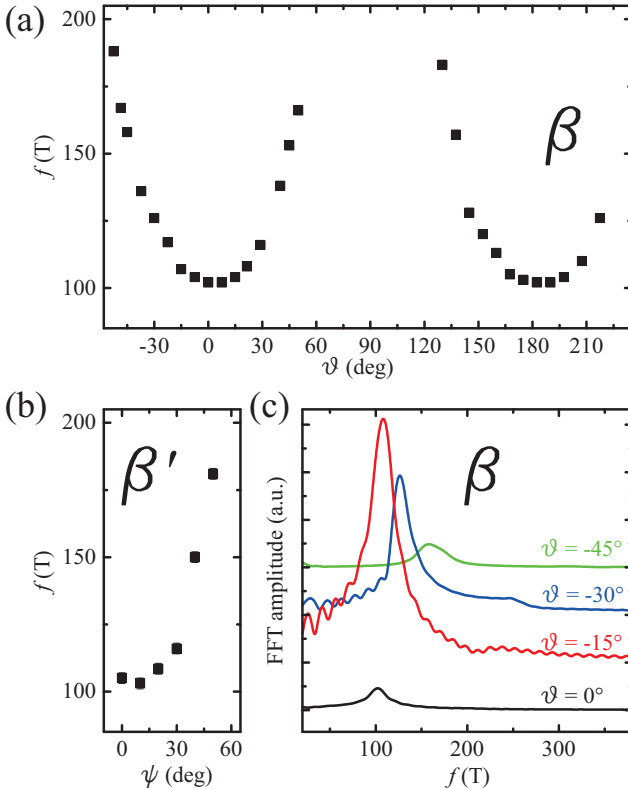 (a)
200
150
100
f (T)
β
-30 0 30 60 90 120 150 180 210
ϑ (deg)
(b)
200
150
100
f (T)
β′
0 30 60
ψ (deg)
(c)
β
FFT amplitude (a.u.)
ϑ = -45°
ϑ = -30°
ϑ = -15°
ϑ = 0°
100 200 300
f (T)